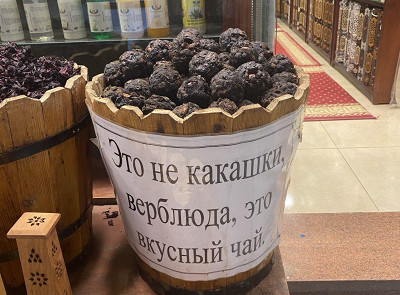 Это не какашки,
верблюда, это
вкусный чай.